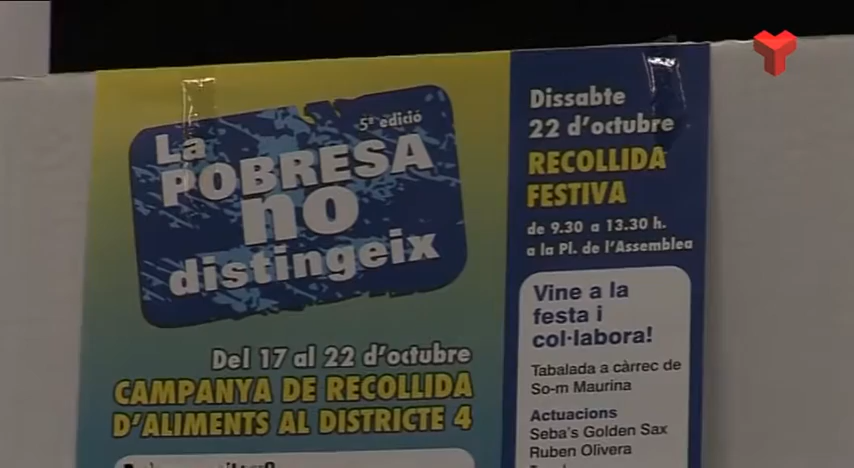 5ª edició
La
POBRESA
no
distingeix
Del 17 al 22 d'octubre
CAMPANYA DE RECOLLIDA
D'ALIMENTS AL DISTRICTE 4
Dissabte
22 d'octubre
RECOLLIDA
FESTIVA
de 9.30 a 13.30 h.
a la Pl. de l'Assemblea
Vine a la
festa i
col·labora!
Tabalada a càrrec de
So-m Maurina
Actuacions
Seba's Golden Sax
Ruben Olivera